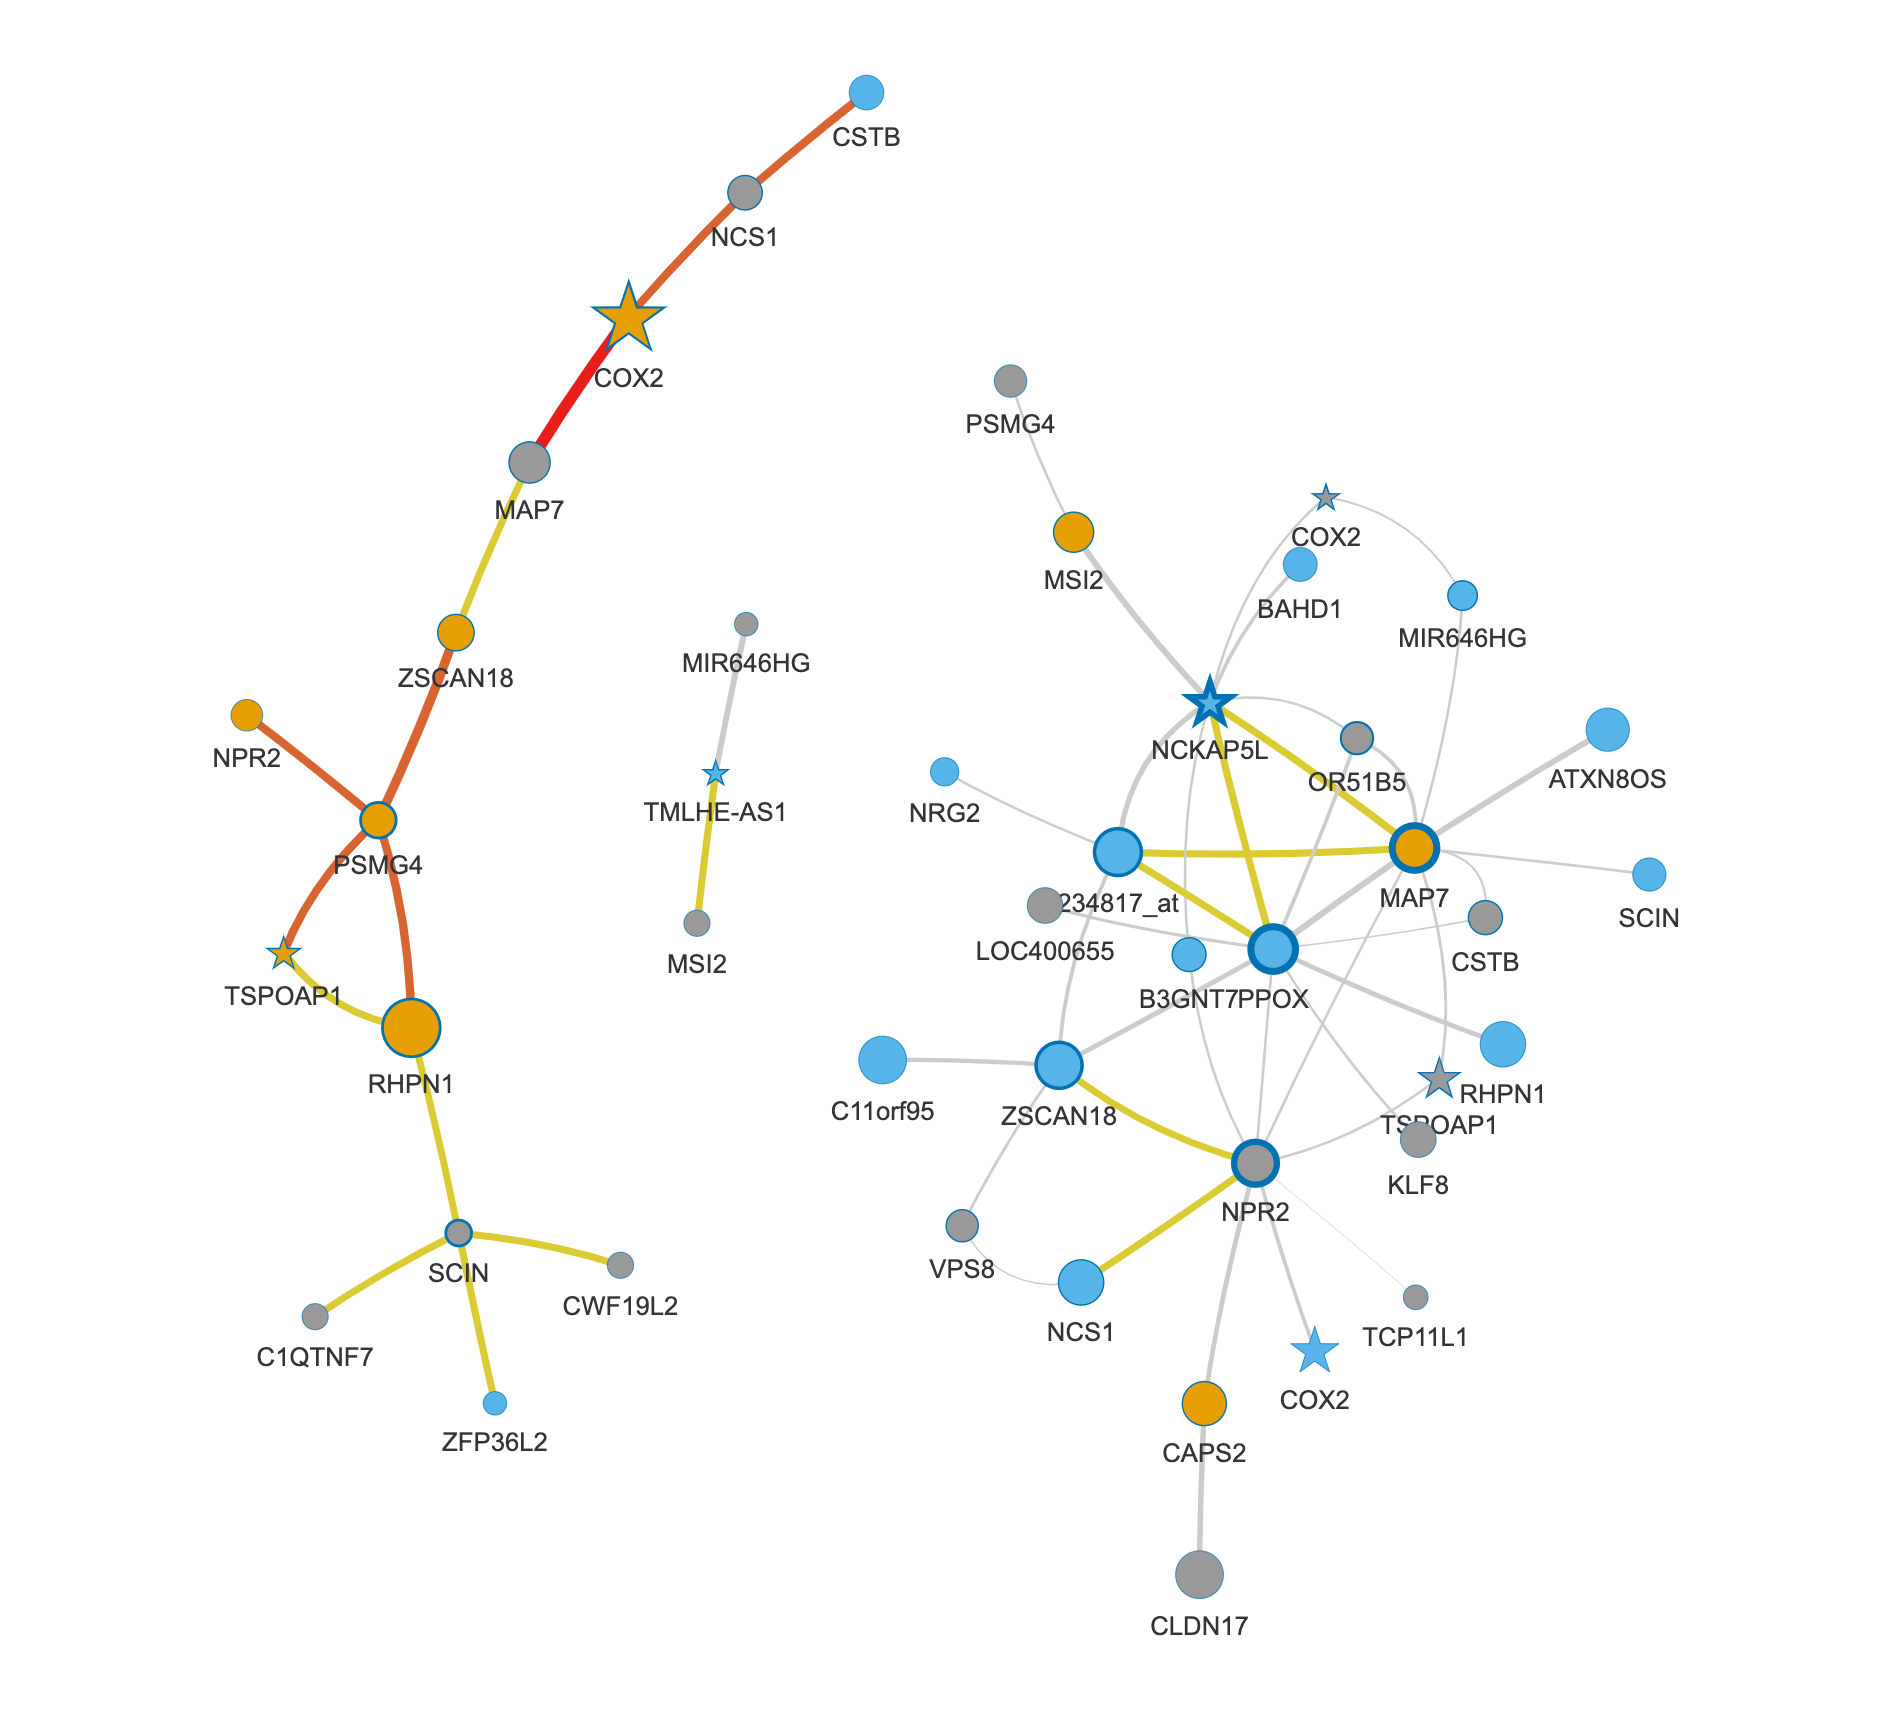 CSTB
NCS1
COX2
MAP7
ZSCAN18
NPR2
PSMG4
TSPOAP1
RHPN1
SCIN
CWF19L2
C1QTNF7
ZFP36L2
MIR646HG
TMLHE-AS1
MSI2
PSMG4
COX2
MSI2
BAHD1
MIR646HG
NCKAP5L
OR51B5
ATXN8OS
NRG2
234817_at
MAP7
SCIN
LOC400655
CSTB
B3GNT7
PPOX
C11orf95
ZSCAN18
RHPN1
TSPOAP1
KLF8
NPR2
VPS8
NCS1
TCP11L1
COX2
CAPS2
CLDN17